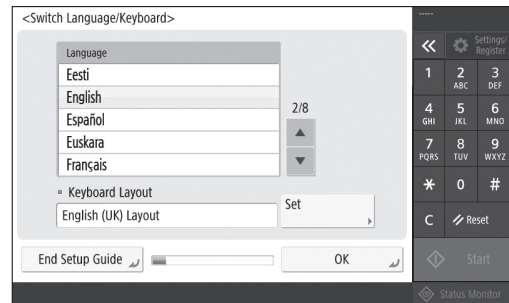 <Switch Language/Keyboard>
Language
Eesti
English
Español
Euskara
Français
2/8
Keyboard Layout
English (UK) Layout
Set
End Setup Guide
OK
-----
Settings/
Register
1 2 3
ABC DEF
4 5 6
GHI JKL MNO
7 8 9
PQRS TUV WXYZ
* 0 #
C Reset
Start
Status Monitor